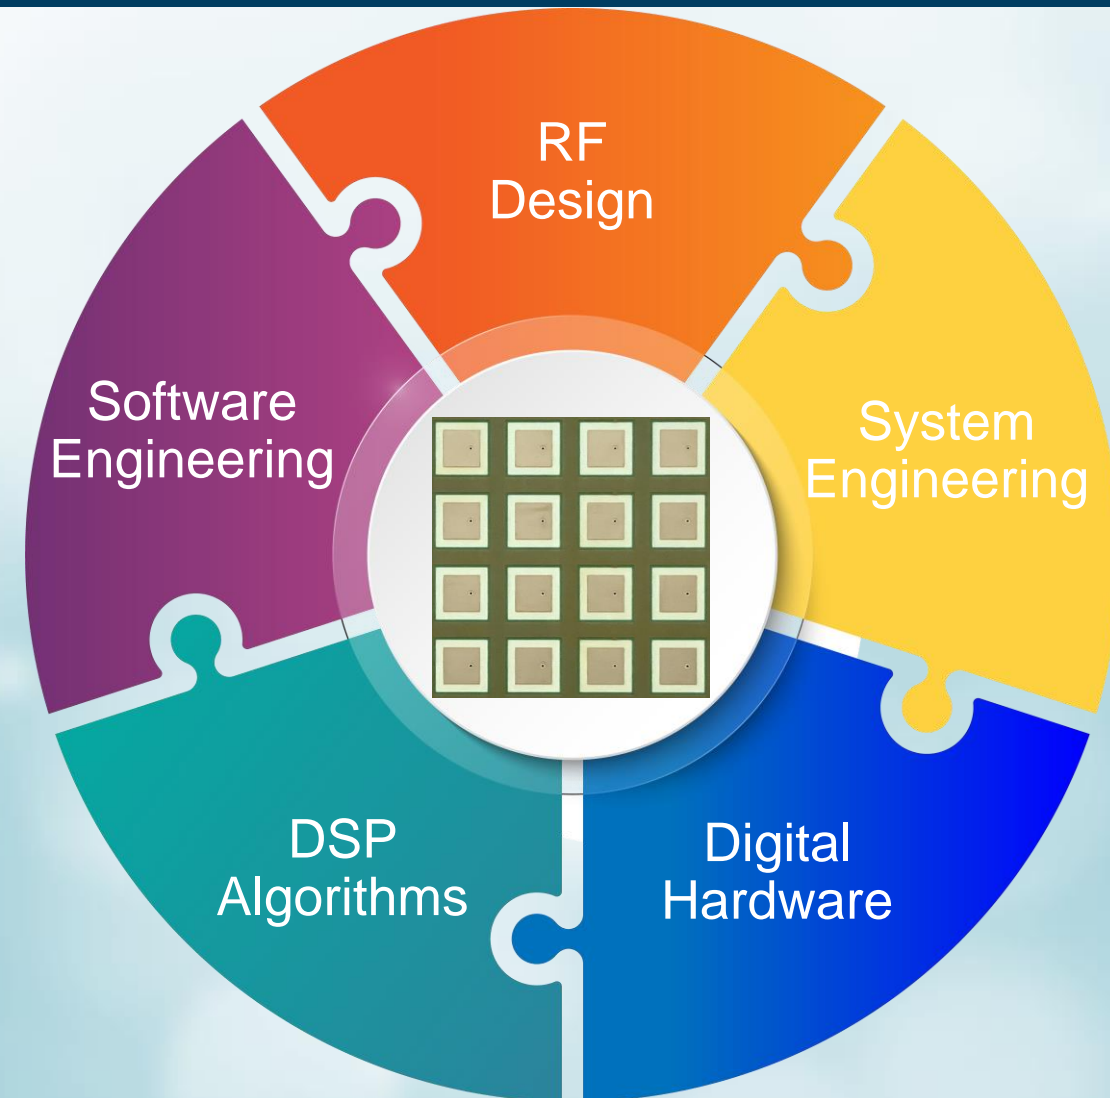 RF
Design
Software
Engineering
System
Engineering
DSP
Algorithms
Digital
Hardware